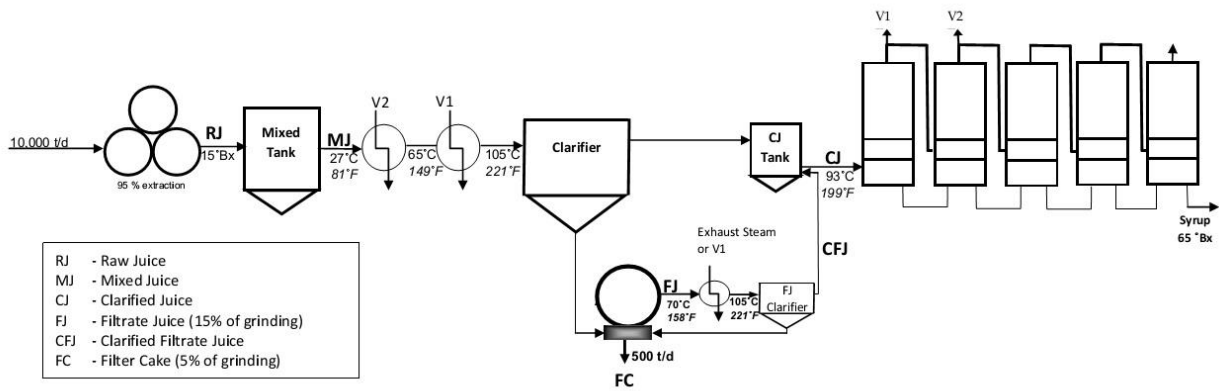 V1
V2
10,000 t/d
RJ
15°Bx
95 % extraction
Mixed
Tank
MJ
27°C
81°F
V2
65°C
149°F
V1
105°C
221°F
Clarifier
CJ
Tank
CJ
93°C
199°F
Syrup
65 °Bx
Exhaust Steam
or V1
CFJ
FJ
70°C
158°F
105°C
221°F
FJ
Clarifier
500 t/d
FC
RJ - Raw Juice
MJ - Mixed Juice
CJ - Clarified Juice
FJ - Filtrate Juice (15% of grinding)
CFJ - Clarified Filtrate Juice
FC - Filter Cake (5% of grinding)